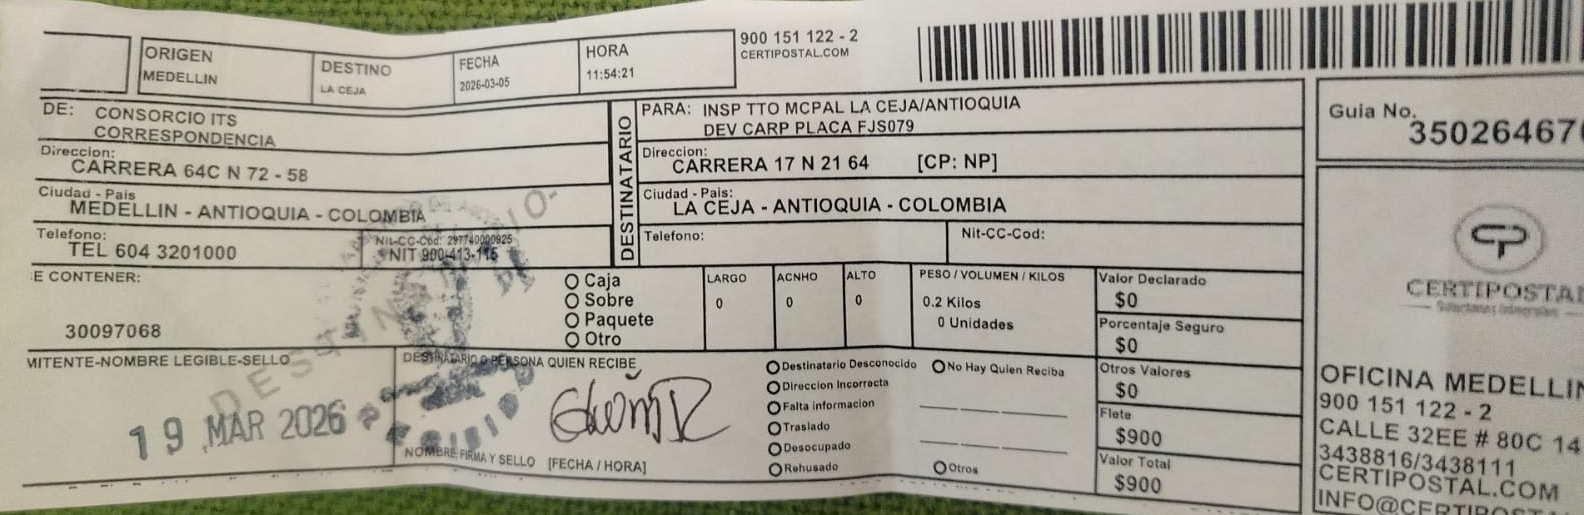 ORIGEN
MEDELLIN
DESTINO
LA CEJA
FECHA
2026-03-05
HORA
11:54:21
900 151 122 - 2
CERTIPOSTAL.COM
DE: CONSORCIO ITS
CORRESPONDENCIA
Direccion:
CARRERA 64C N 72 - 58
Ciudad - Pais
MEDELLIN - ANTIOQUIA - COLOMBIA
Telefono:
TEL 604 3201000
Nit-CC-Cod: 297740000925
NIT 900-413-115
DESTINATARIO
PARA: INSP TTO MCPAL LA CEJA/ANTIOQUIA
DEV CARP PLACA FJS079
Direccion:
CARRERA 17 N 21 64 [CP: NP]
Ciudad - Pais:
LA CEJA - ANTIOQUIA - COLOMBIA
Telefono:
Nit-CC-Cod:
Guia No.
35026467
E CONTENER:
30097068
Caja
Sobre
Paquete
Otro
LARGO
0
ACNHO
0
ALTO
0
PESO / VOLUMEN / KILOS
0.2 Kilos
0 Unidades
Valor Declarado
$0
Porcentaje Seguro
$0
Otros Valores
$0
Flete
$900
Valor Total
$900
MITENTE-NOMBRE LEGIBLE-SELLO
19 MAR 2026
DESTINATARIO O PERSONA QUIEN RECIBE
NOMBRE FIRMA Y SELLO [FECHA / HORA]
Destinatario Desconocido
Direccion Incorrecta
Falta informacion
Traslado
Desocupado
Rehusado
No Hay Quien Reciba
Otros
CERTIPOSTAL
OFICINA MEDELLIN
900 151 122 - 2
CALLE 32EE # 80C 14
3438816/3438111
CERTIPOSTAL.COM
INFO@CERTIPOST